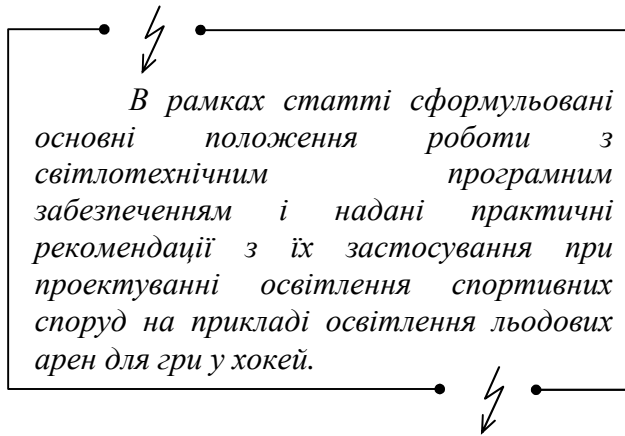 В рамках статті сформульовані
основні положення роботи з
світлотехнічним програмним
забезпеченням і надані практичні
рекомендації з їх застосування при
проектуванні освітлення спортивних
споруд на прикладі освітлення льодових
арен для гри у хокей.